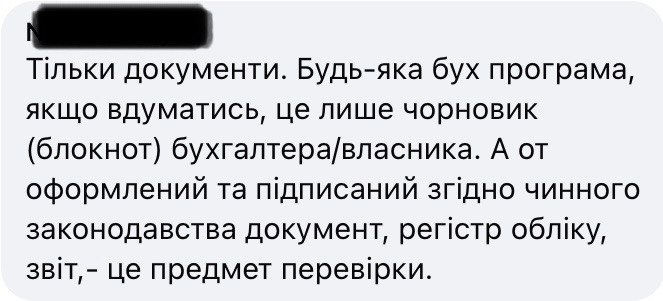 Тільки документи. Будь-яка бух програма,
якщо вдуматись, це лише чорновик
(блокнот) бухгалтера/власника. А от
оформлений та підписаний згідно чинного
законодавства документ, регістр обліку,
звіт,- це предмет перевірки.